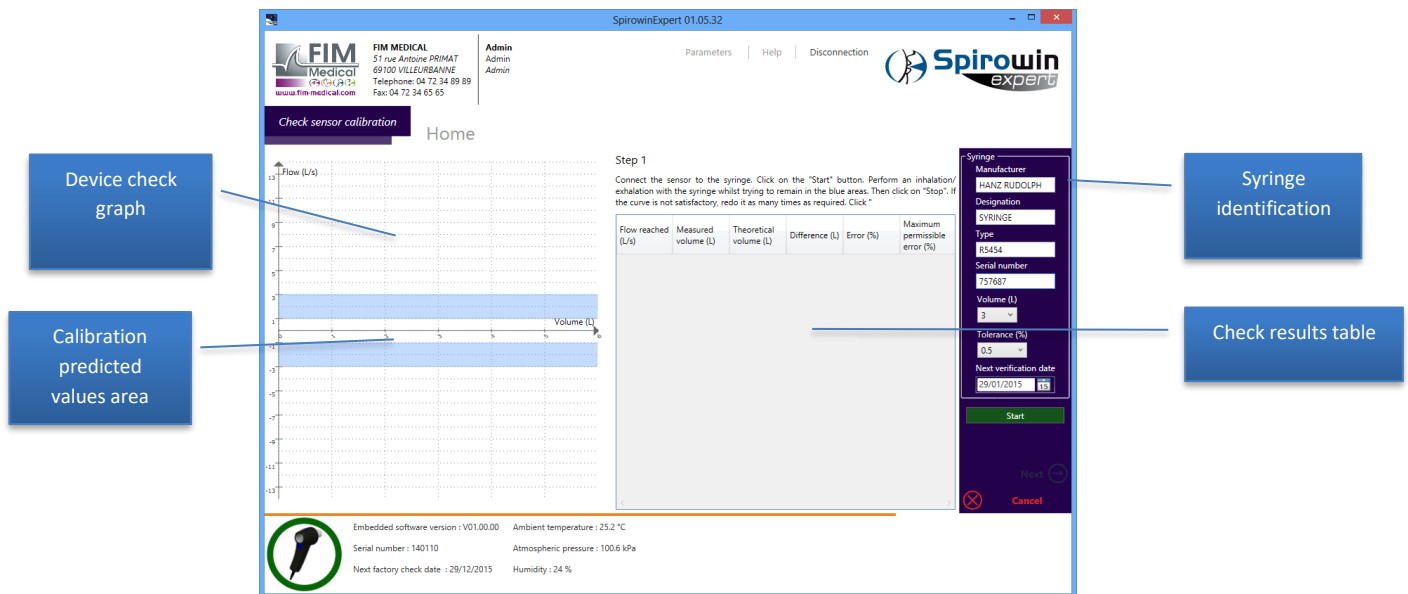 SpirowinExpert 01.05.32
FIM
Medical
www.fim-medical.com
FIM MEDICAL
51 rue Antoine PRIMAT
69100 VILLEURBANNE
Telephone: 04 72 34 89 89
Fax: 04 72 34 65 65
Admin
Admin
Admin
Parameters
Help
Disconnection
Spirowin
expert
Check sensor calibration
Home
Device check
graph
Calibration
predicted
values area
Flow (L/s)
13
9
7
5
3
1
-1
-3
-5
-7
-9
-11
-13
Volume (L)
Step 1
Connect the sensor to the syringe. Click on the "Start" button. Perform an inhalation/
exhalation with the syringe whilst trying to remain in the blue areas. Then click on "Stop". If
the curve is not satisfactory, redo it as many times as required. Click "
Flow reached (L/s)
Measured volume (L)
Theoretical volume (L)
Difference (L)
Error (%)
Maximum permissible error (%)
Syringe
Manufacturer
HANZ RUDOLPH
Designation
SYRINGE
Type
R5454
Serial number
757687
Volume (L)
3
Tolerance (%)
0.5
Next verification date
29/01/2015
15
Start
Next
Cancel
Syringe
identification
Check results table
Embedded software version : V01.00.00
Serial number : 140110
Next factory check date : 29/12/2015
Ambient temperature : 25.2 °C
Atmospheric pressure : 100.6 kPa
Humidity : 24 %